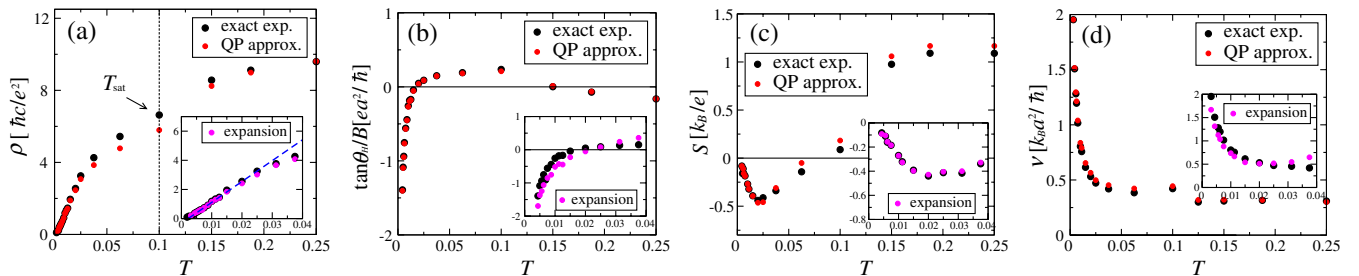 (a)
exact exp.
QP approx.
T_sat
ρ [ħc/e²]
12
9
6
3
0
0 0.05 0.1 0.15 0.2 0.25
T
expansion
6
4
2
0
0 0.01 0.02 0.03 0.04
(b)
exact exp.
QP approx.
tanθ_H/B[ea²/ħ]
2
1
0
-1
-2
0 0.05 0.1 0.15 0.2 0.25
T
1
0
-1
-2
0 0.01 0.02 0.03 0.04
expansion
(c)
exact exp.
QP approx.
S[k_B/e]
1.5
1
0.5
0
-0.5
0 0.05 0.1 0.15 0.2 0.25
T
0
-0.2
-0.4
-0.6
-0.8
0 0.01 0.02 0.03 0.04
expansion
(d)
exact exp.
QP approx.
ν[k_Ba²/ħ]
2
1.5
1
0.5
0
0 0.05 0.1 0.15 0.2 0.25
T
expansion
2
1.5
1
0.5
0
0 0.01 0.02 0.03 0.04